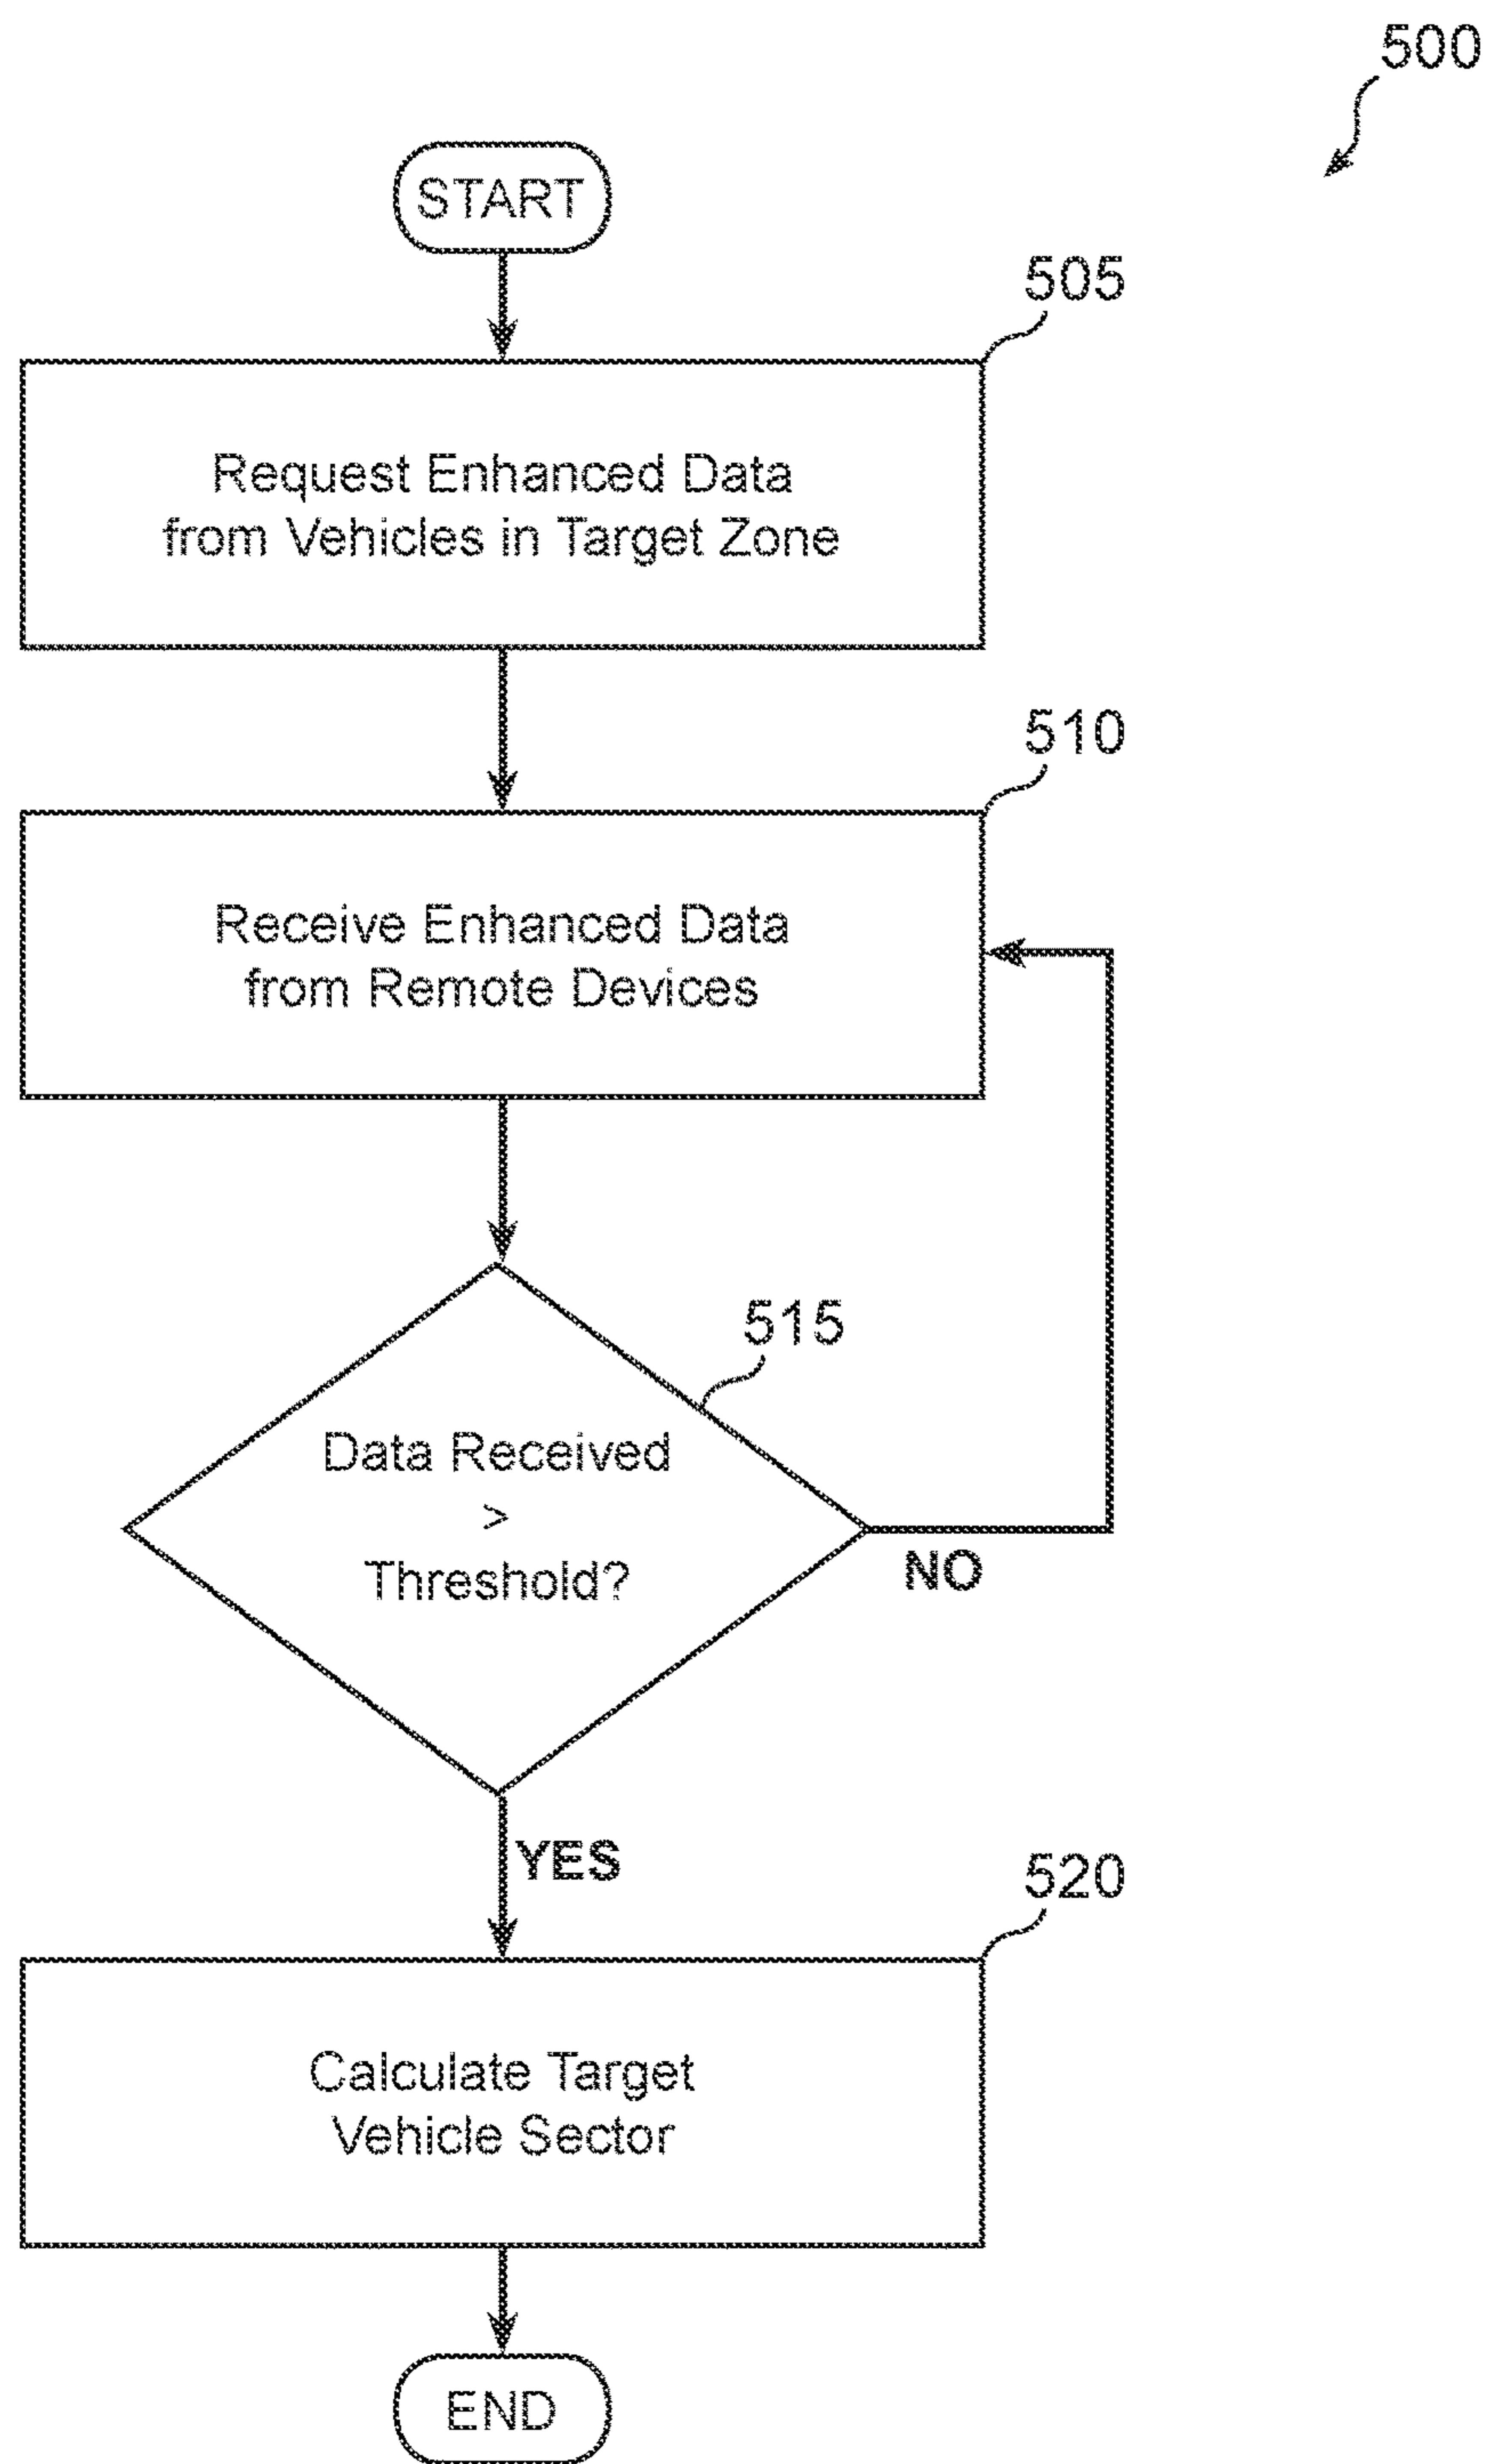 500
START
505
Request Enhanced Data
from Vehicles in Target Zone
510
Receive Enhanced Data
from Remote Devices
515
Data Received
>
Threshold?
NO
YES
520
Calculate Target
Vehicle Sector
END